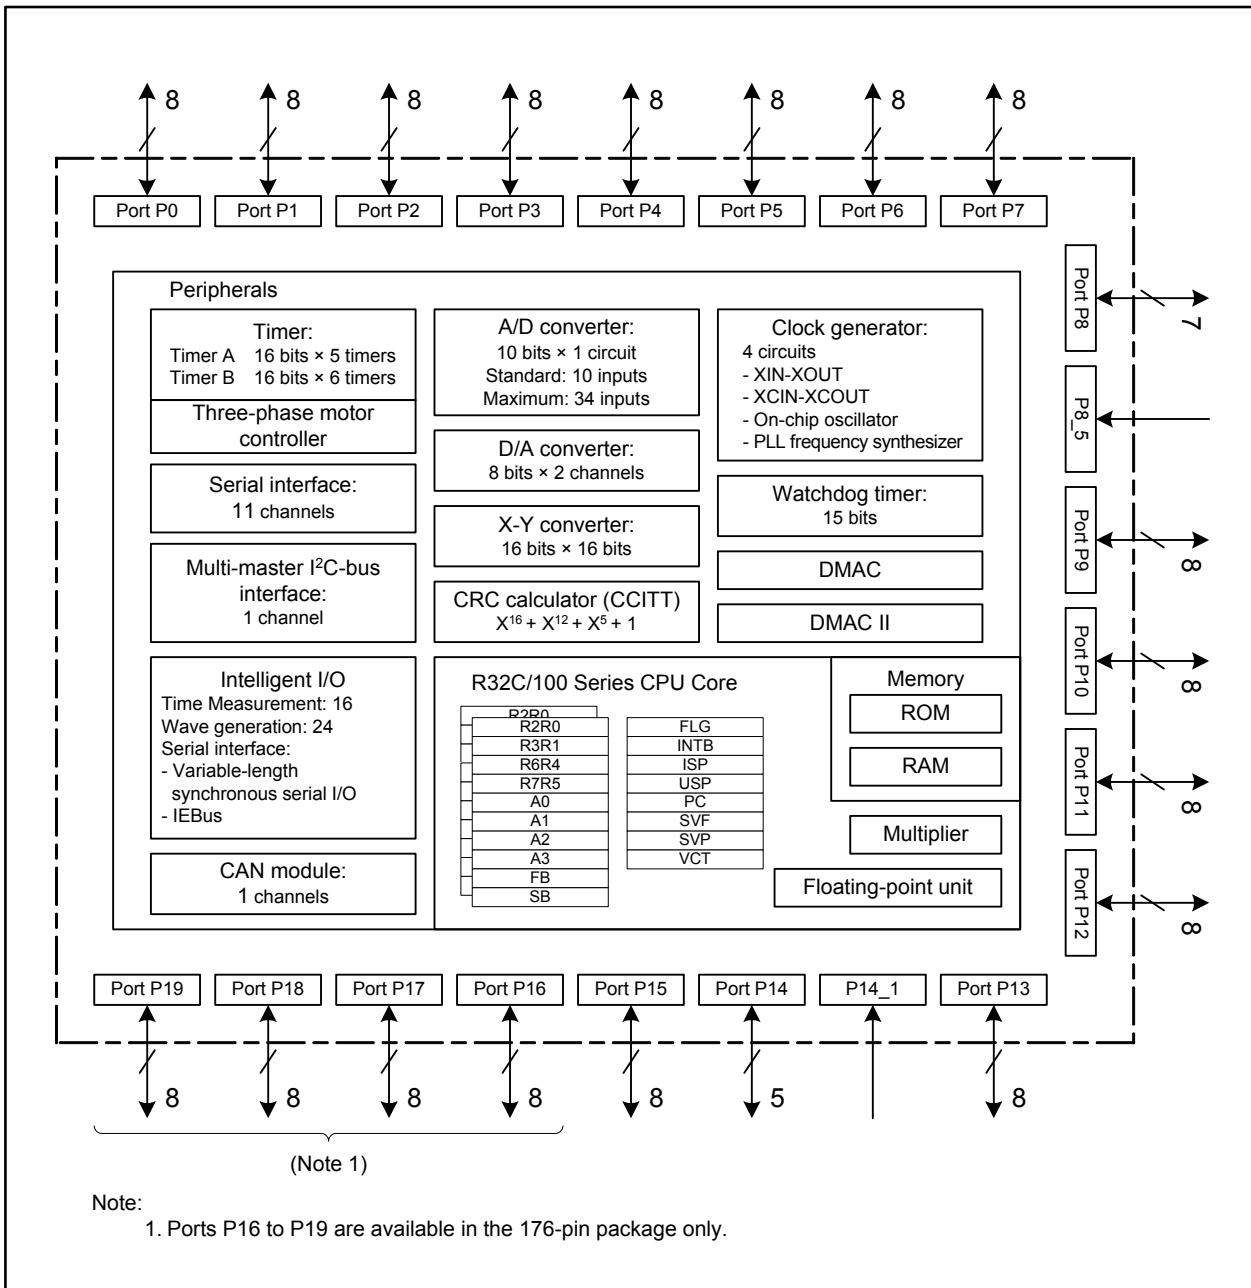 8 8 8 8 8 8 8 8
Port P0 Port P1 Port P2 Port P3 Port P4 Port P5 Port P6 Port P7
Port P8
7
P8_5
Port P9
8
Port P10
8
Port P11
8
Port P12
8
Peripherals
Timer:
Timer A 16 bits × 5 timers
Timer B 16 bits × 6 timers
Three-phase motor
controller
Serial interface:
11 channels
Multi-master I²C-bus
interface:
1 channel
Intelligent I/O
Time Measurement: 16
Wave generation: 24
Serial interface:
- Variable-length
synchronous serial I/O
- IEBus
CAN module:
1 channels
A/D converter:
10 bits × 1 circuit
Standard: 10 inputs
Maximum: 34 inputs
D/A converter:
8 bits × 2 channels
X-Y converter:
16 bits × 16 bits
CRC calculator (CCITT)
X¹⁶ + X¹² + X⁵ + 1
Clock generator:
4 circuits
- XIN-XOUT
- XCIN-XCOUT
- On-chip oscillator
- PLL frequency synthesizer
Watchdog timer:
15 bits
DMAC
DMAC II
R32C/100 Series CPU Core
R2R0
R2R0
R3R1
R6R4
R7R5
A0
A1
A2
A3
FB
SB
FLG
INTB
ISP
USP
PC
SVF
SVP
VCT
Memory
ROM
RAM
Multiplier
Floating-point unit
Port P19 Port P18 Port P17 Port P16 Port P15 Port P14 P14_1 Port P13
8 8 8 8 8 5 8
(Note 1)
Note:
1. Ports P16 to P19 are available in the 176-pin package only.